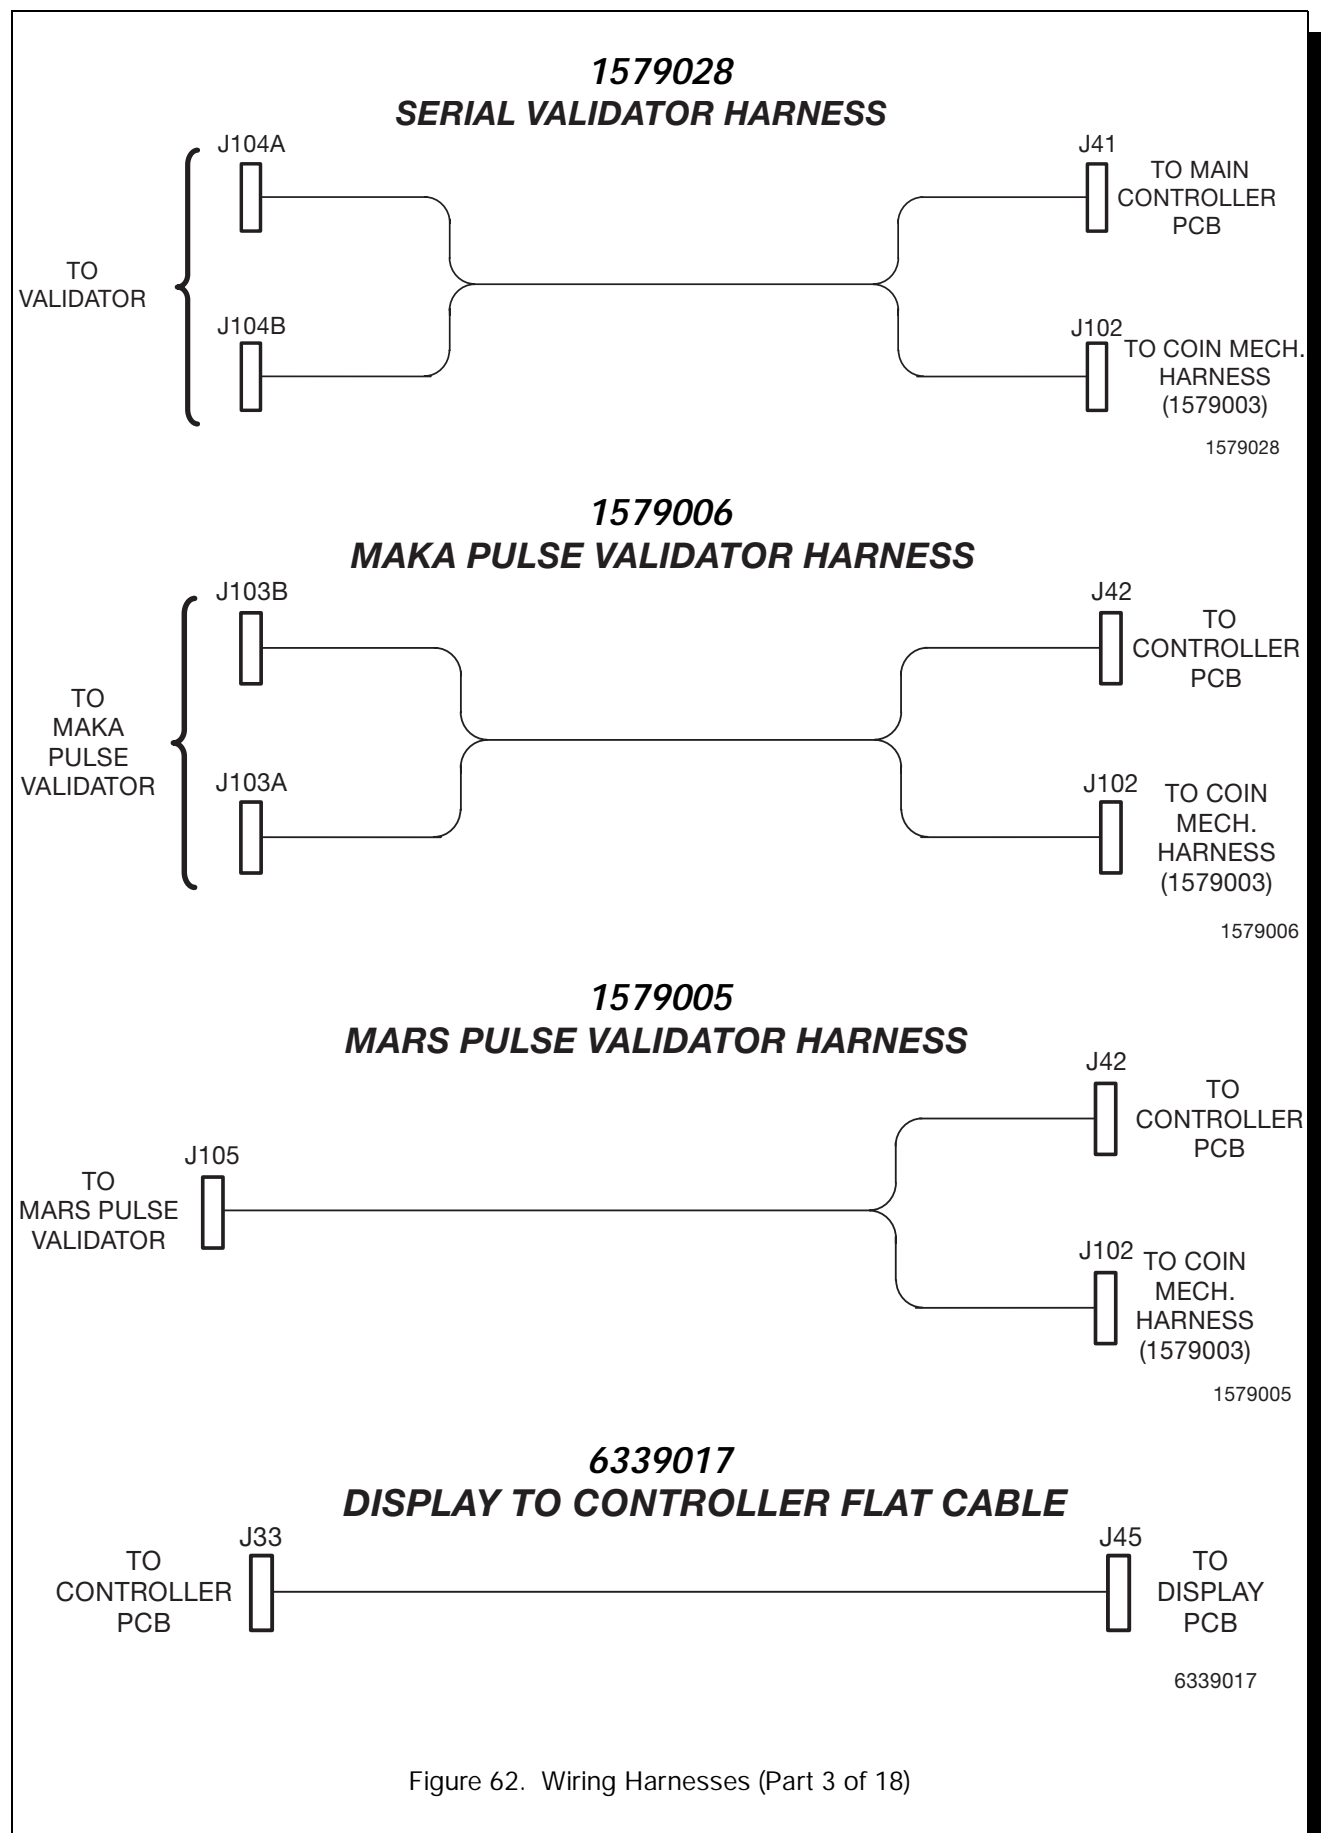 1579028
SERIAL VALIDATOR HARNESS
J104A
J41
TO MAIN
CONTROLLER
PCB
TO
VALIDATOR
J104B
J102
TO COIN MECH.
HARNESS
(1579003)
1579028
1579006
MAKA PULSE VALIDATOR HARNESS
J103B
J42
TO
CONTROLLER
PCB
TO
MAKA
PULSE
VALIDATOR
J103A
J102
TO COIN
MECH.
HARNESS
(1579003)
1579006
1579005
MARS PULSE VALIDATOR HARNESS
J42
TO
CONTROLLER
PCB
J105
TO
MARS PULSE
VALIDATOR
J102
TO COIN
MECH.
HARNESS
(1579003)
1579005
6339017
DISPLAY TO CONTROLLER FLAT CABLE
J33
TO
CONTROLLER
PCB
J45
TO
DISPLAY
PCB
6339017
Figure 62. Wiring Harnesses (Part 3 of 18)